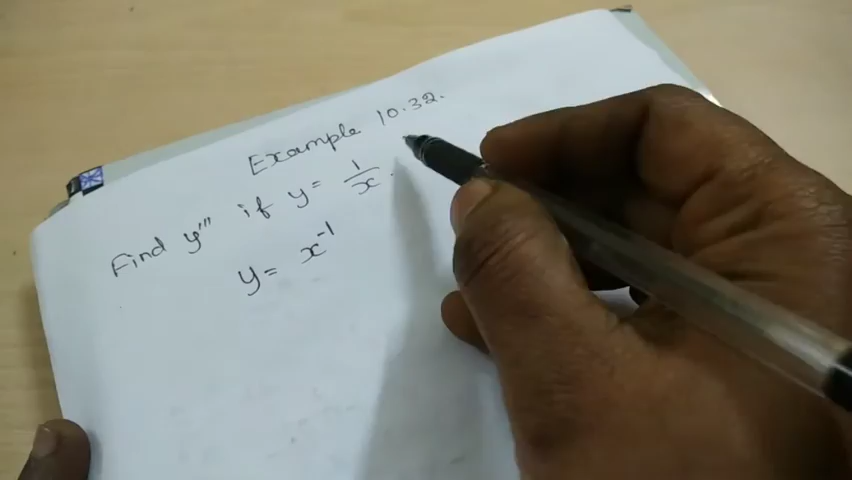 Example 10.32.
Find y''' if y = 1/x.
y = x⁻¹